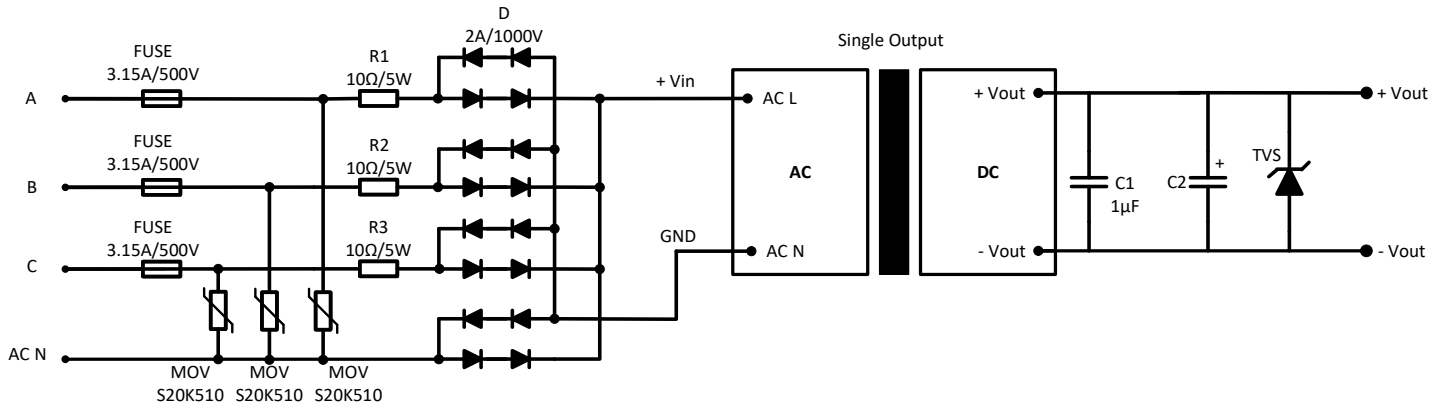 D
2A/1000V
FUSE
3.15A/500V
R1
10Ω/5W
A
Single Output
+ Vin
AC L
+ Vout
+ Vout
FUSE
3.15A/500V
R2
10Ω/5W
B
AC
DC
C1
1µF
C2
+
TVS
FUSE
3.15A/500V
R3
10Ω/5W
C
GND
AC N
- Vout
- Vout
AC N
MOV
S20K510
MOV
S20K510
MOV
S20K510